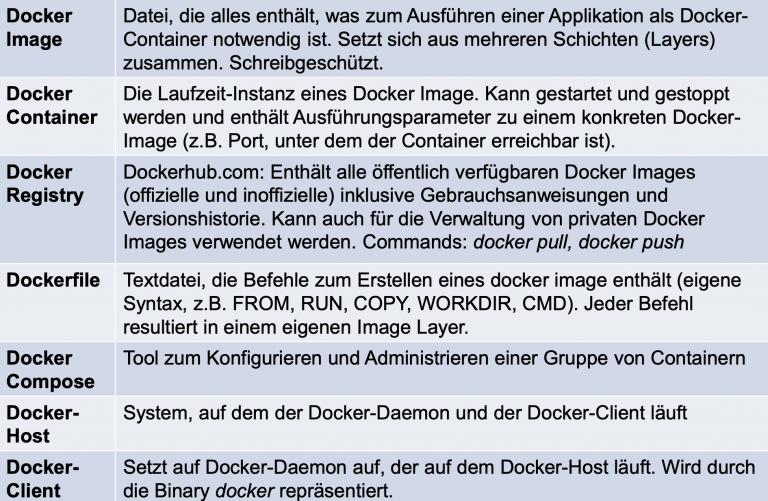 Docker Image
Datei, die alles enthält, was zum Ausführen einer Applikation als Docker-
Container notwendig ist. Setzt sich aus mehreren Schichten (Layers)
zusammen. Schreibgeschützt.
Docker Container
Die Laufzeit-Instanz eines Docker Image. Kann gestartet und gestoppt
werden und enthält Ausführungsparameter zu einem konkreten Docker-
Image (z.B. Port, unter dem der Container erreichbar ist).
Docker Registry
Dockerhub.com: Enthält alle öffentlich verfügbaren Docker Images
(offizielle und inoffizielle) inklusive Gebrauchsanweisungen und
Versionshistorie. Kann auch für die Verwaltung von privaten Docker
Images verwendet werden. Commands: docker pull, docker push
Dockerfile
Textdatei, die Befehle zum Erstellen eines docker image enthält (eigene
Syntax, z.B. FROM, RUN, COPY, WORKDIR, CMD). Jeder Befehl
resultiert in einem eigenen Image Layer.
Docker Compose
Tool zum Konfigurieren und Administrieren einer Gruppe von Containern
Docker-
Host
System, auf dem der Docker-Daemon und der Docker-Client läuft
Docker-
Client
Setzt auf Docker-Daemon auf, der auf dem Docker-Host läuft. Wird durch
die Binary docker repräsentiert.